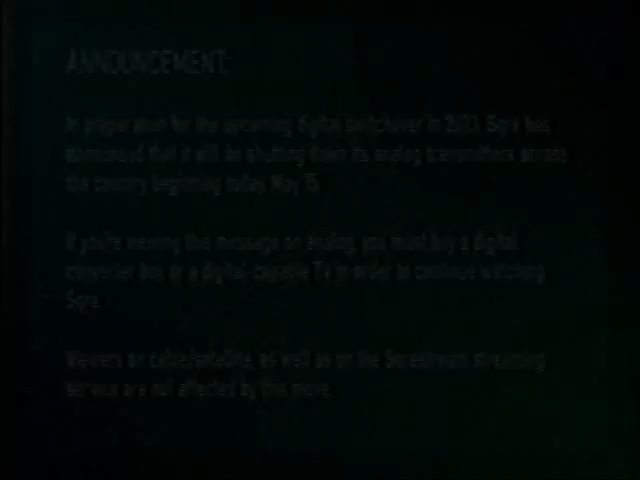 ANNOUNCEMENT:
In preparation for the upcoming digital switchover in has
announced that it will be shutting down its analog transmitters across
the country beginning today, May 15.
If you're viewing this message on analog, you must buy a digital
converter box or a digital-capable TV in order to continue watching
Viewers on cable/satellite, as well as on the streaming
service are not affected by this move.